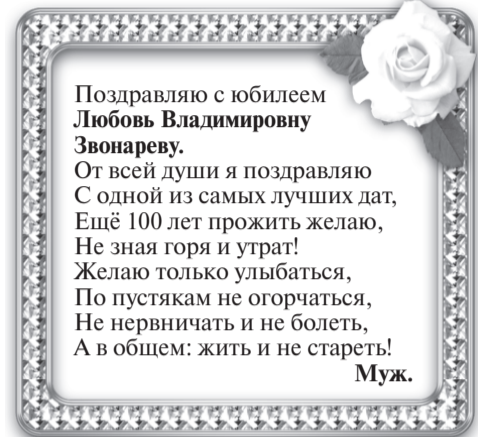 Поздравляю с юбилеем
Любовь Владимировну
Звонареву.
От всей души я поздравляю
С одной из самых лучших дат,
Ещё 100 лет прожить желаю,
Не зная горя и утрат!
Желаю только улыбаться,
По пустякам не огорчаться,
Не нервничать и не болеть,
А в общем: жить и не стареть!
Муж.